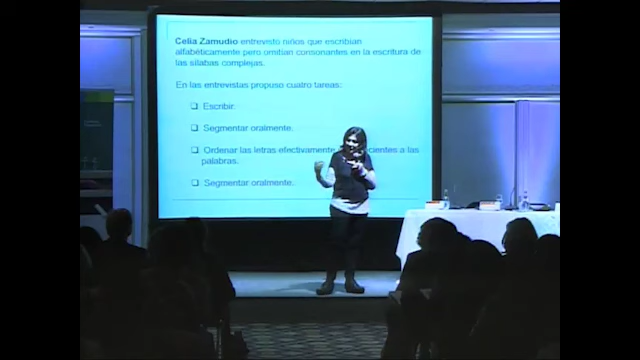 Celia Zamudio entrevistó niños que escribían
alfabéticamente pero omitían consonantes en la escritura de
las sílabas complejas.
En las entrevistas propuso cuatro tareas:
Escribir.
Segmentar oralmente.
Ordenar las letras efectivamente cientes a las
palabras.
Segmentar oralmente.